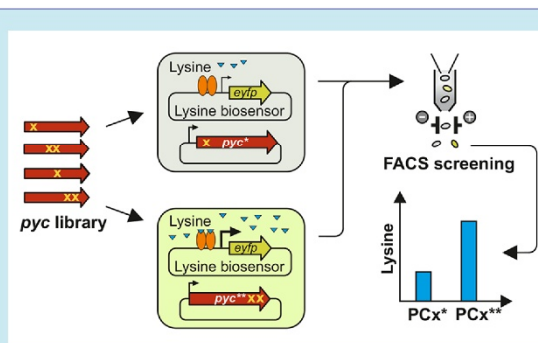 x
xx
x
xx
pyc library
Lysine
eyfp
Lysine biosensor
x pyc*
Lysine
eyfp
Lysine biosensor
pyc** xx
- +
FACS screening
Lysine
PCx* PCx**